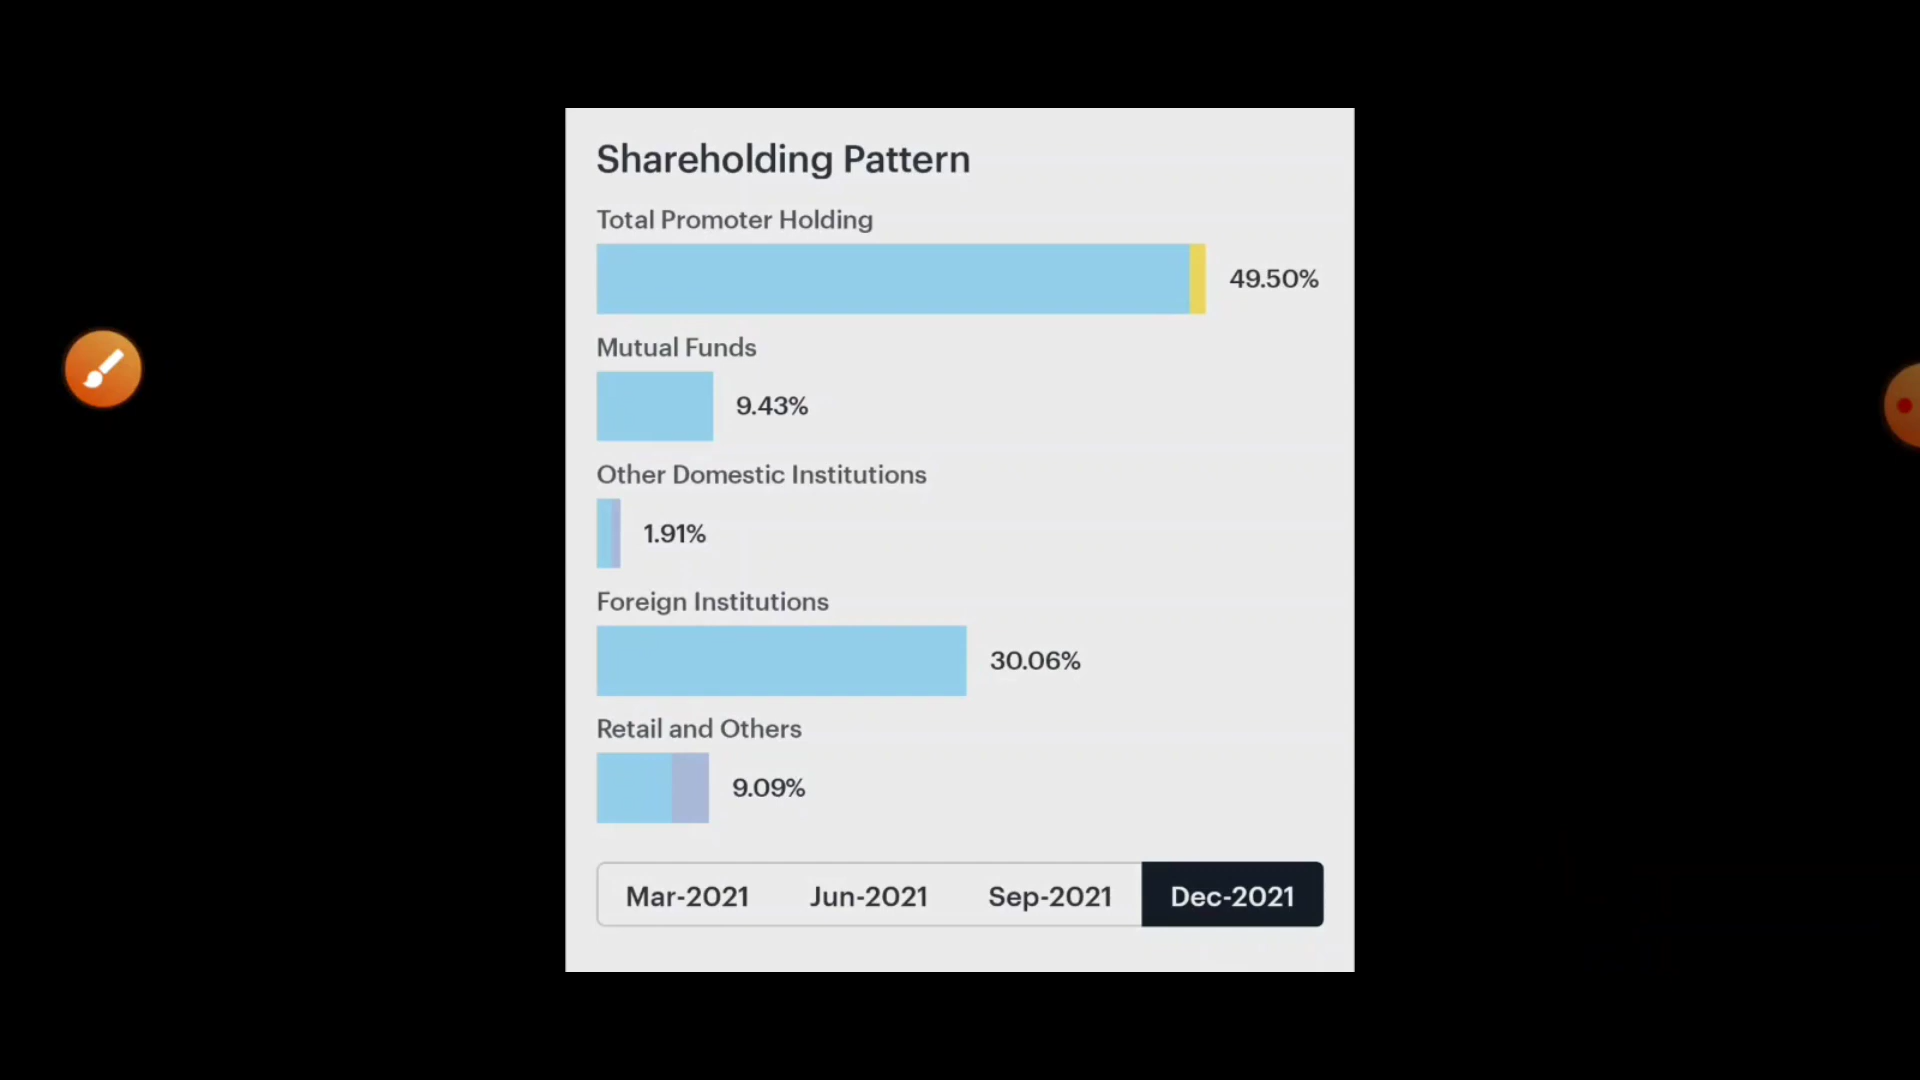 Shareholding Pattern
Total Promoter Holding
49.50%
Mutual Funds
9.43%
Other Domestic Institutions
1.91%
Foreign Institutions
30.06%
Retail and Others
9.09%
Mar-2021 Jun-2021 Sep-2021 Dec-2021